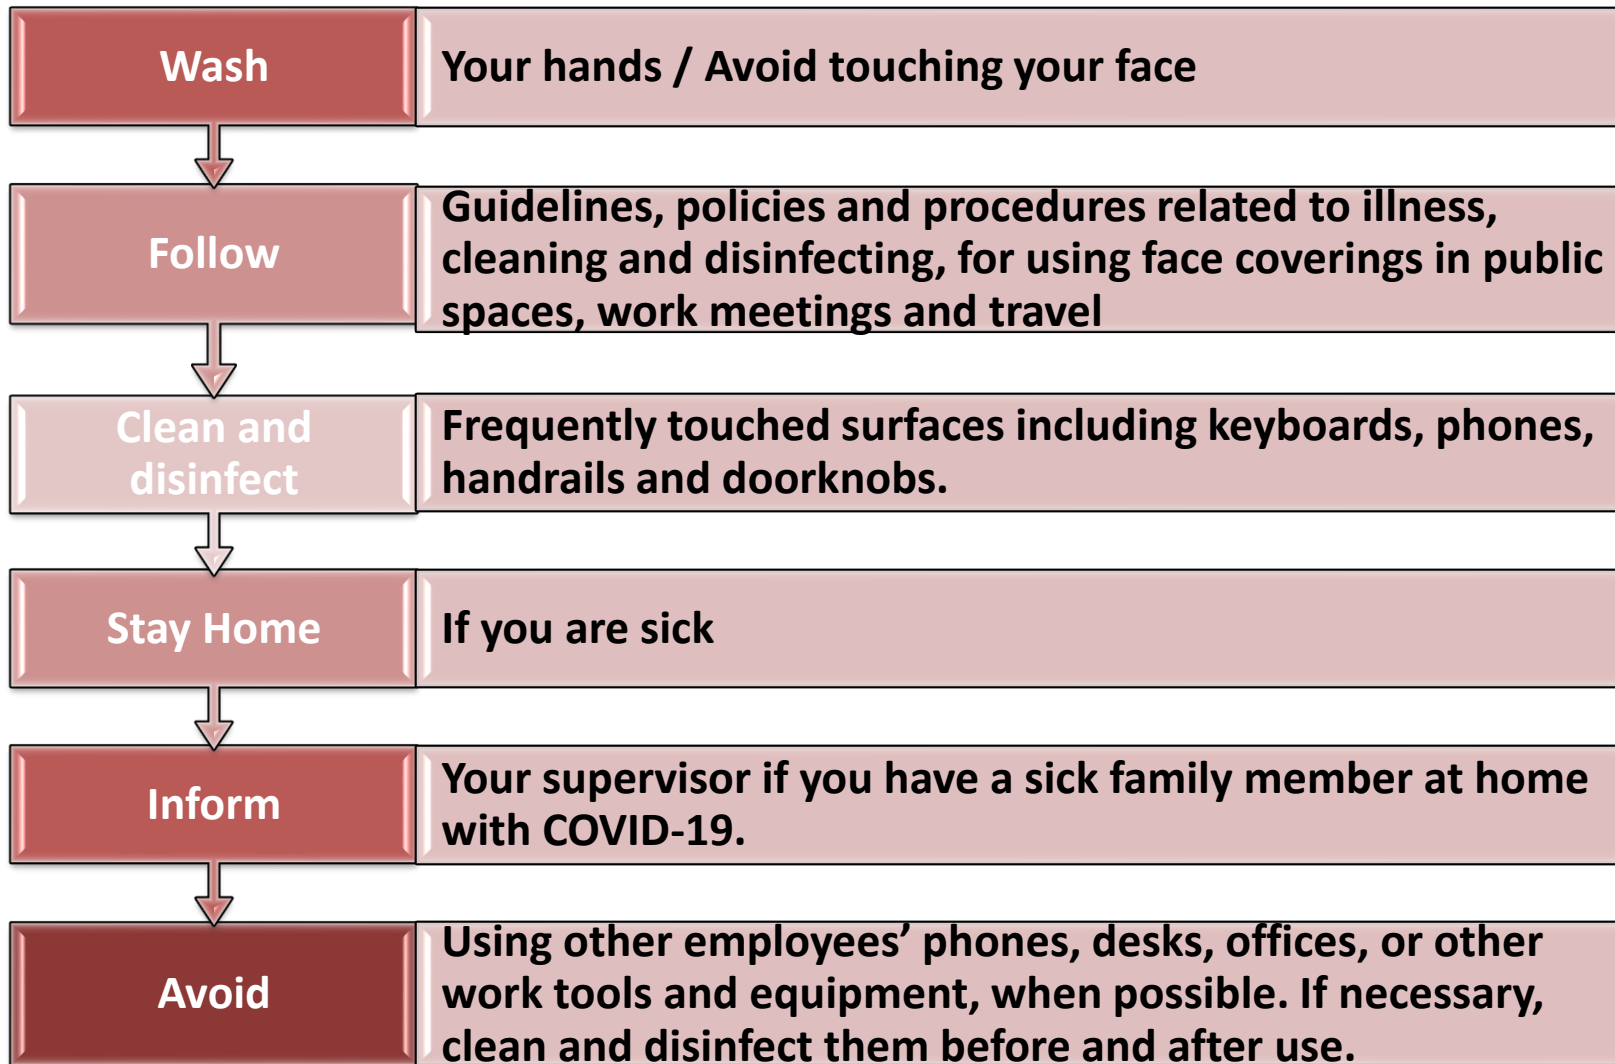 Wash
Your hands / Avoid touching your face
Follow
Guidelines, policies and procedures related to illness,
cleaning and disinfecting, for using face coverings in public
spaces, work meetings and travel
Clean and
disinfect
Frequently touched surfaces including keyboards, phones,
handrails and doorknobs.
Stay Home
If you are sick
Inform
Your supervisor if you have a sick family member at home
with COVID-19.
Avoid
Using other employees’ phones, desks, offices, or other
work tools and equipment, when possible. If necessary,
clean and disinfect them before and after use.